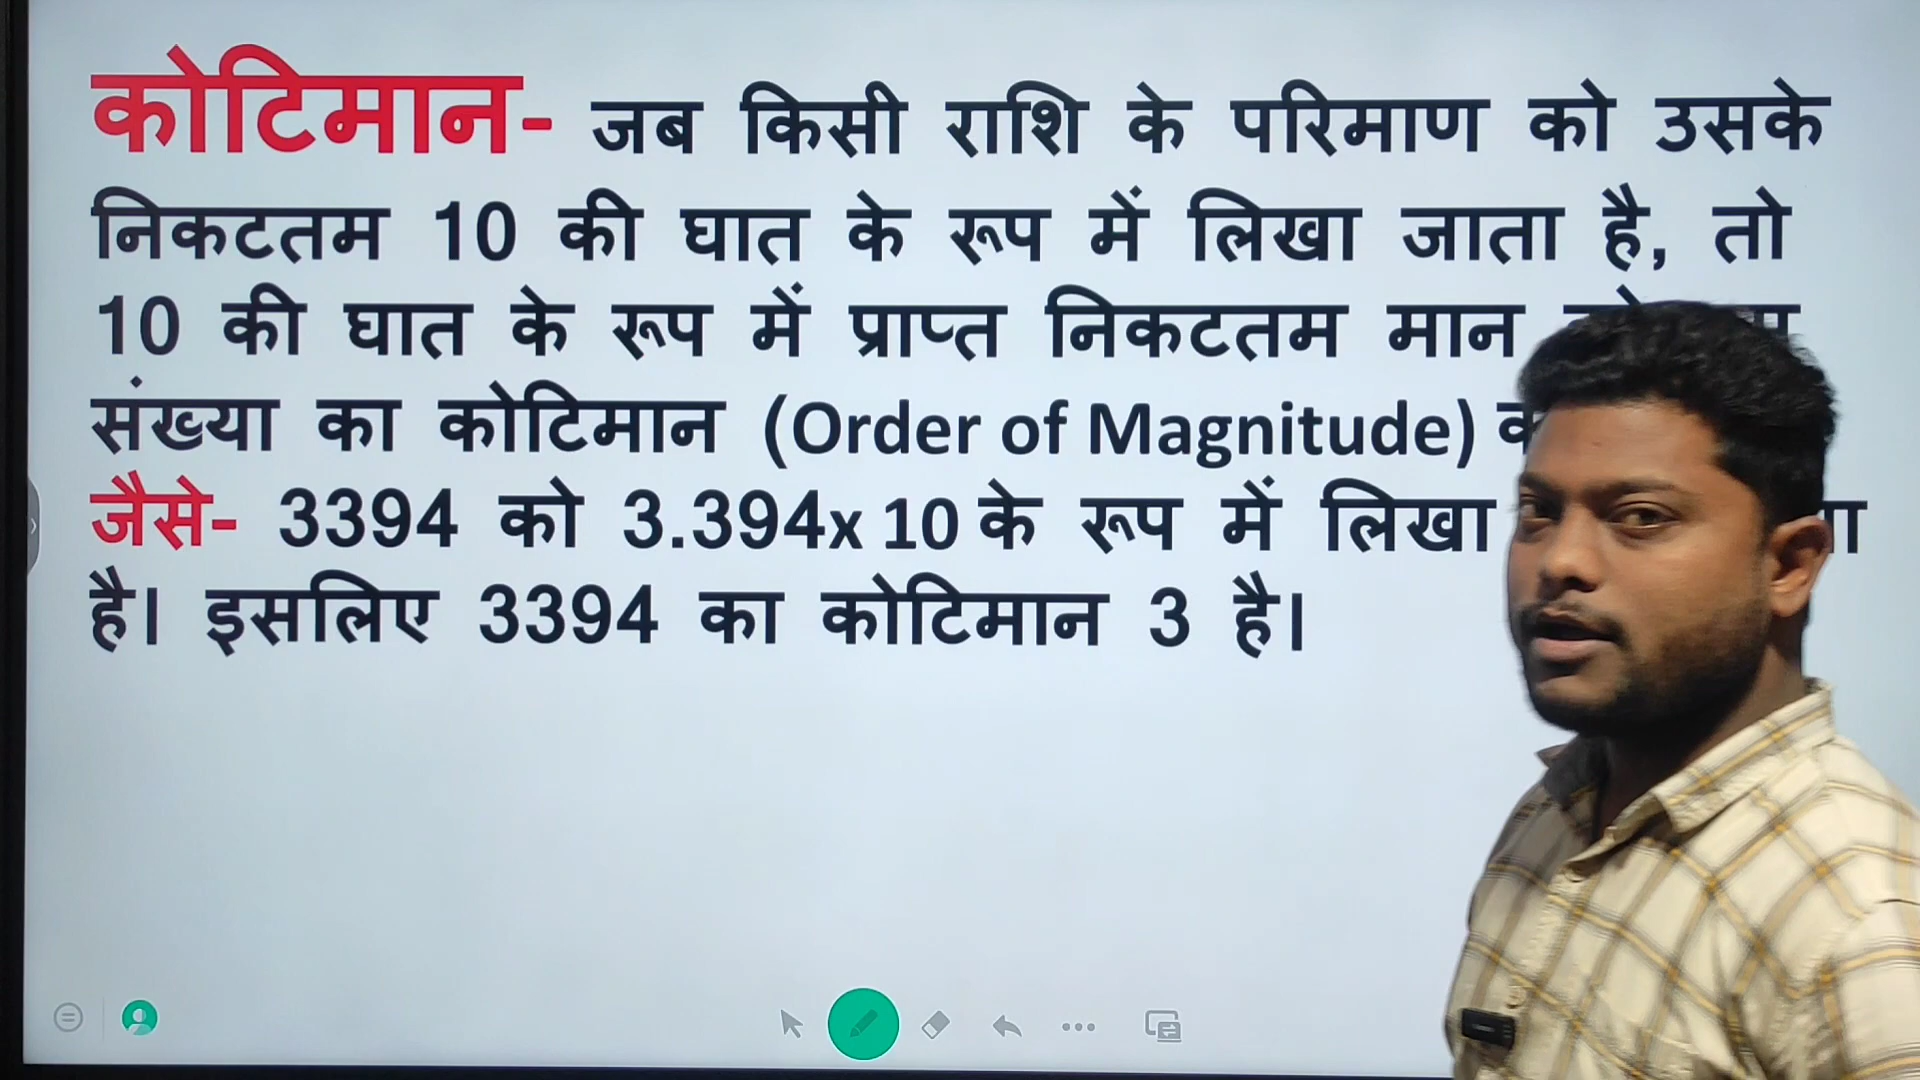 कोटिमान- जब किसी राशि के परिमाण को उसके
निकटतम 10 की घात के रूप में लिखा जाता है, तो
10 की घात के रूप में प्राप्त निकटतम मान
संख्या का कोटिमान (Order of Magnitude)
जैसे- 3394 को 3.394x 10 के रूप में लिखा
है। इसलिए 3394 का कोटिमान 3 है।